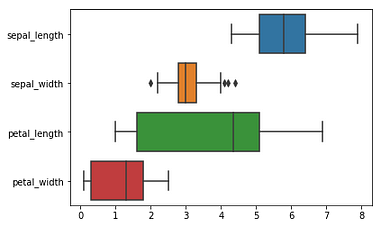 sepal_length
sepal_width
petal_length
petal_width
0 1 2 3 4 5 6 7 8